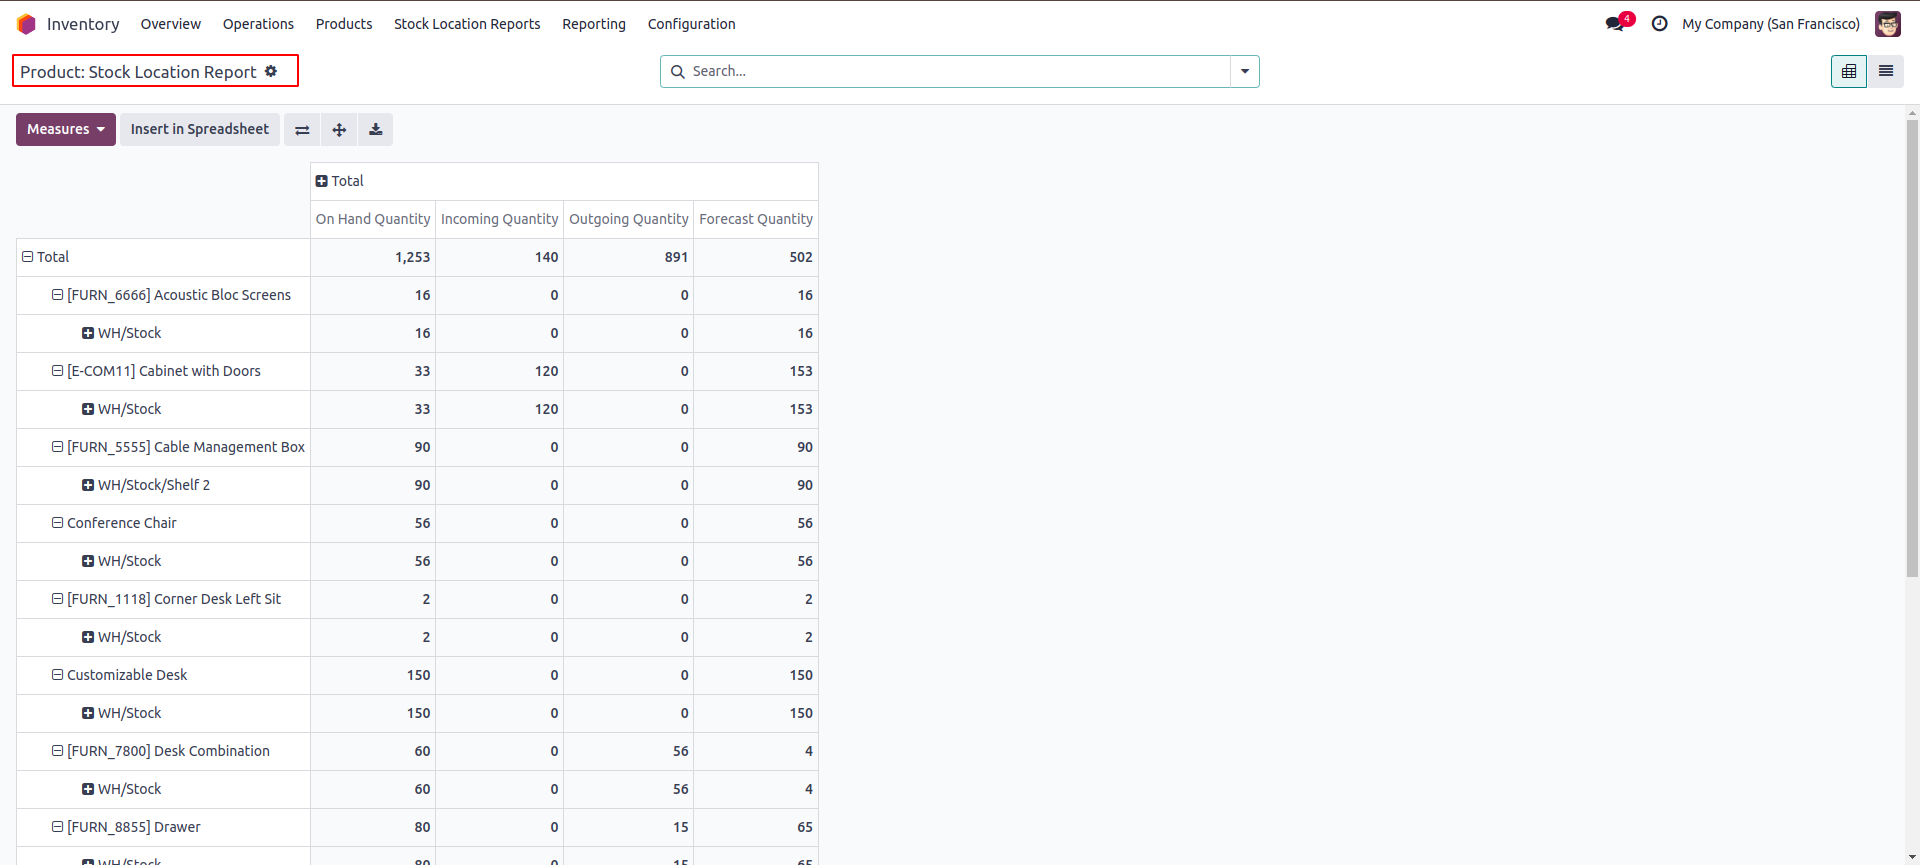 Inventory Overview Operations Products Stock Location Reports Reporting Configuration 4 My Company (San Francisco)
Product: Stock Location Report Search...
Measures Insert in Spreadsheet
Total
On Hand Quantity Incoming Quantity Outgoing Quantity Forecast Quantity
Total 1,253 140 891 502
[FURN_6666] Acoustic Bloc Screens 16 0 0 16
WH/Stock 16 0 0 16
[E-COM11] Cabinet with Doors 33 120 0 153
WH/Stock 33 120 0 153
[FURN_5555] Cable Management Box 90 0 0 90
WH/Stock/Shelf 2 90 0 0 90
Conference Chair 56 0 0 56
WH/Stock 56 0 0 56
[FURN_1118] Corner Desk Left Sit 2 0 0 2
WH/Stock 2 0 0 2
Customizable Desk 150 0 0 150
WH/Stock 150 0 0 150
[FURN_7800] Desk Combination 60 0 56 4
WH/Stock 60 0 56 4
[FURN_8855] Drawer 80 0 15 65
WH/Stock 80 0 15 65